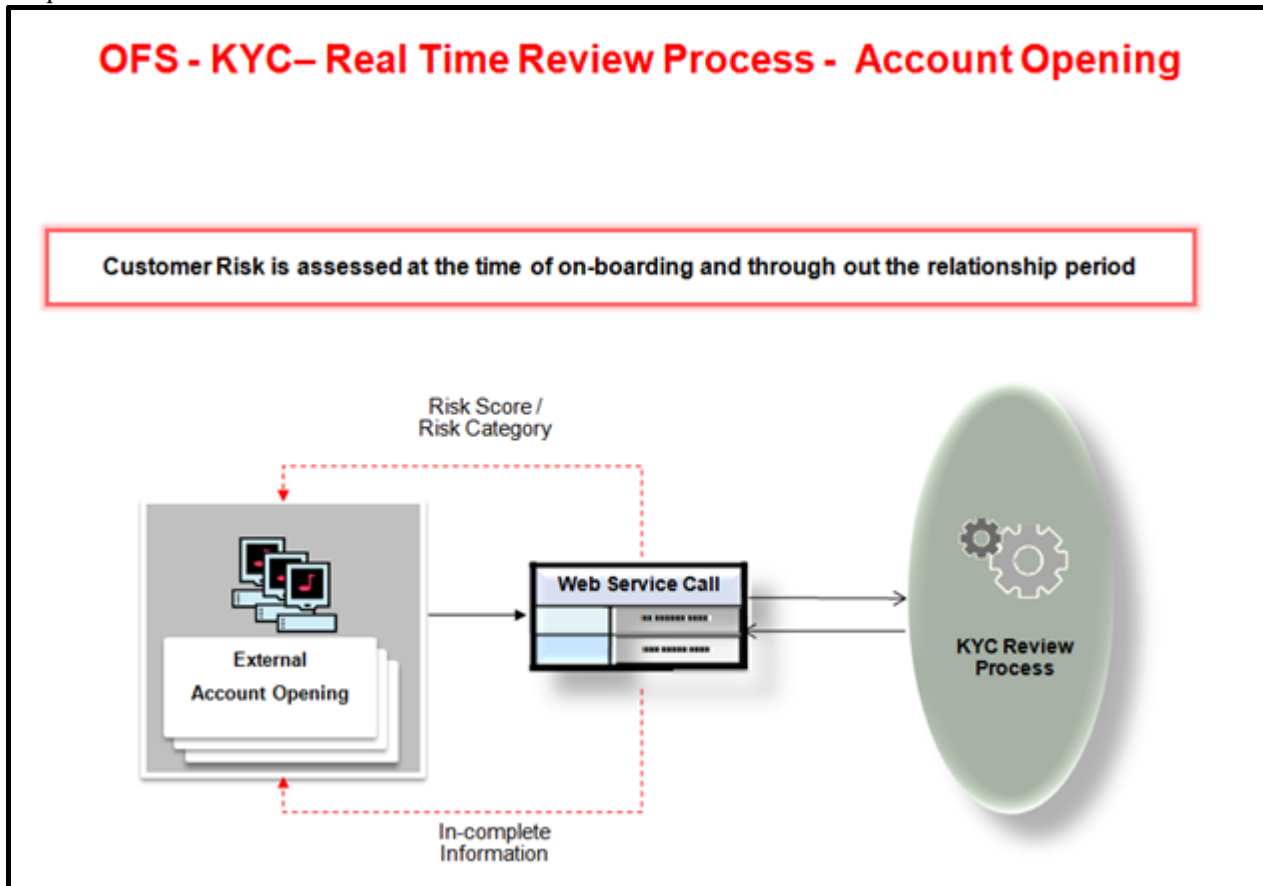 OFS - KYC– Real Time Review Process -  Account Opening
Customer Risk is assessed at the time of on-boarding and through out the relationship period
Risk Score /
Risk Category
Web Service Call
External
Account Opening
KYC Review
Process
In-complete
Information